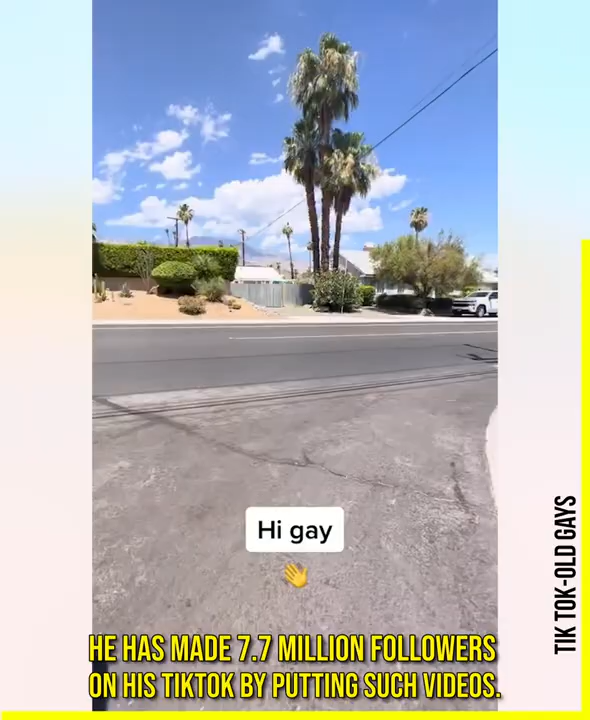 Hi gay
👋
HE HAS MADE 7.7 MILLION FOLLOWERS
ON HIS TIKTOK BY PUTTING SUCH VIDEOS.
TIK TOK-OLD GAYS